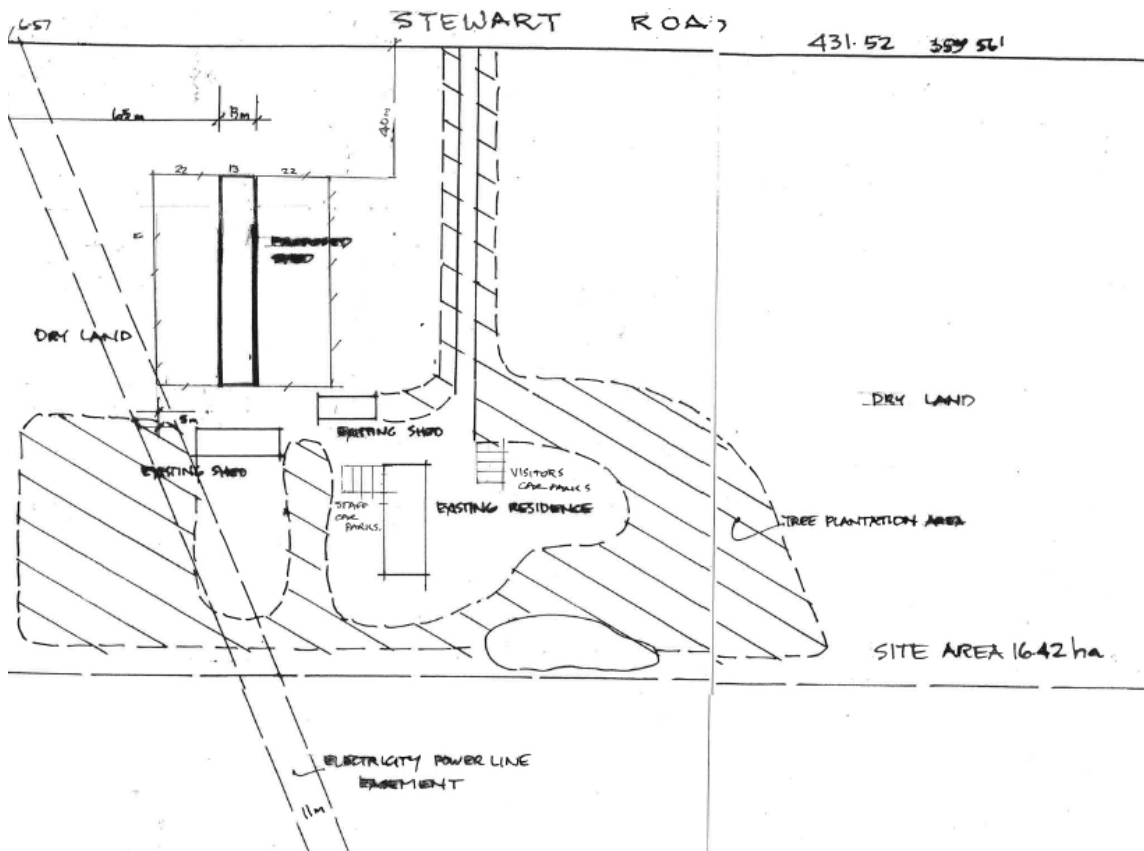 STEWART ROAD
431.52
65m
13m
40m
22
13
22
PROPOSED
SHED
DRY LAND
DRY LAND
5m
EXISTING SHED
EXISTING SHED
VISITORS
CAR PARKS
STAFF
CAR
PARKS.
EXISTING RESIDENCE
TREE PLANTATION AREA
SITE AREA 16.42 ha
ELECTRICITY POWER LINE
EASEMENT
11m